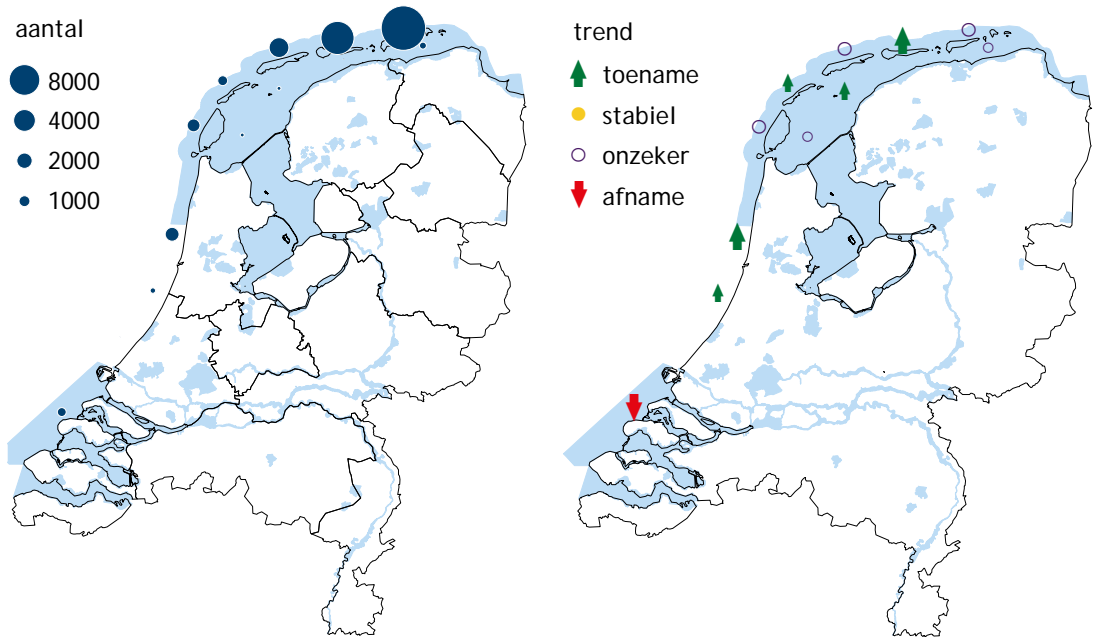 aantal
8000
4000
2000
1000
trend
toename
stabiel
onzeker
afname